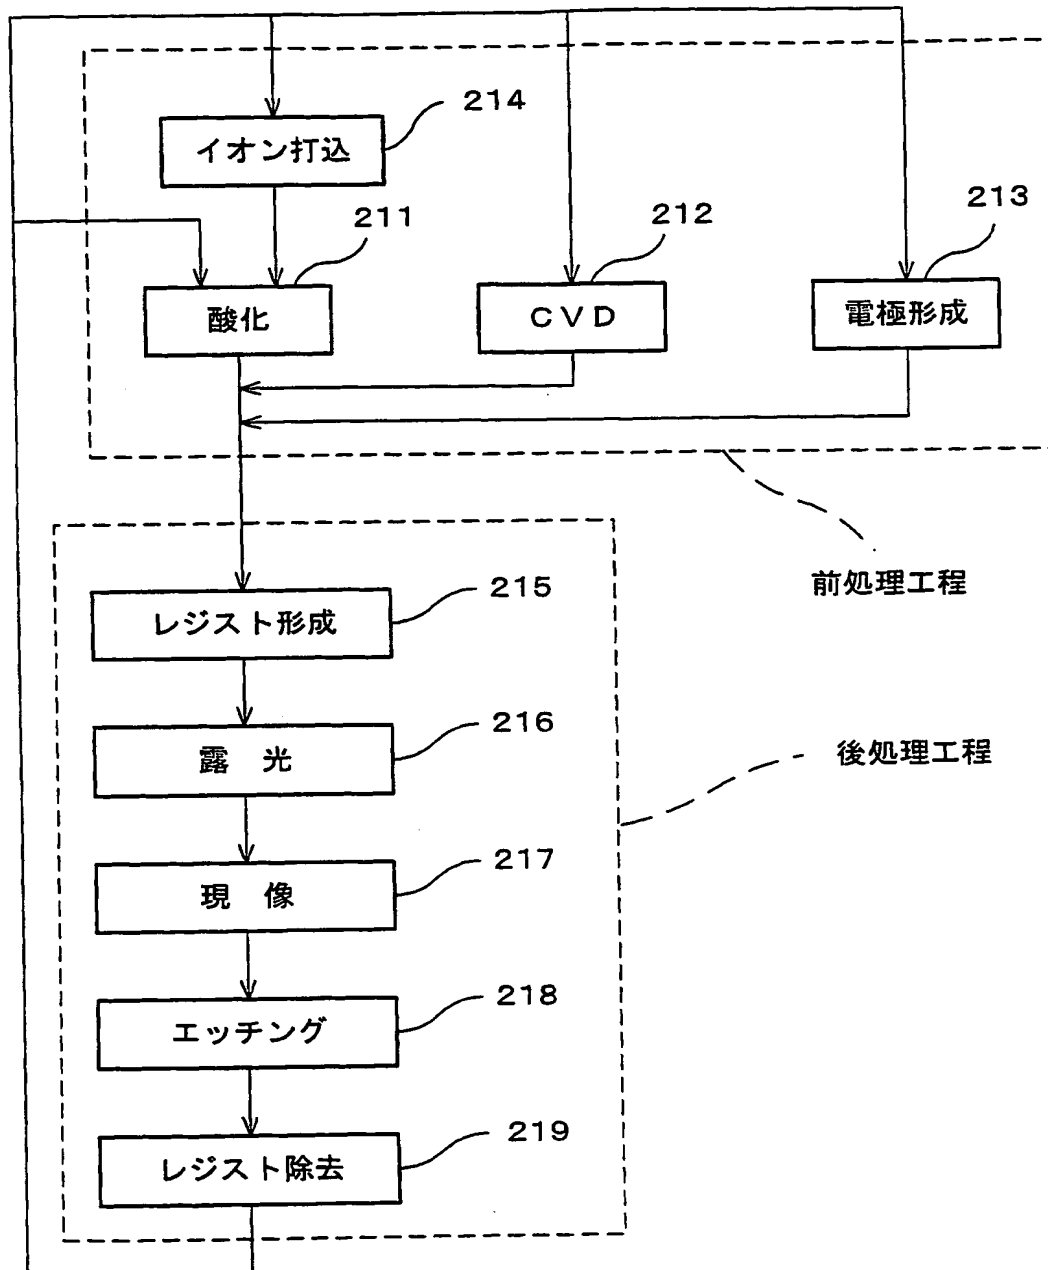 214
イオン打込
213
211
212
酸化
CVD
電極形成
前処理工程
215
レジスト形成
216
露 光
後処理工程
217
現 像
218
エッチング
219
レジスト除去